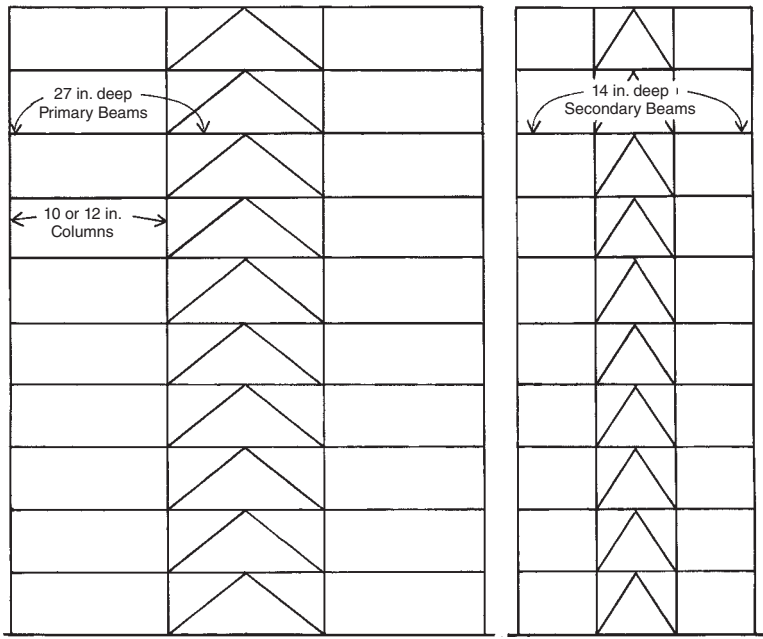 27 in. deep
Primary Beams
14 in. deep
Secondary Beams
10 or 12 in.
Columns